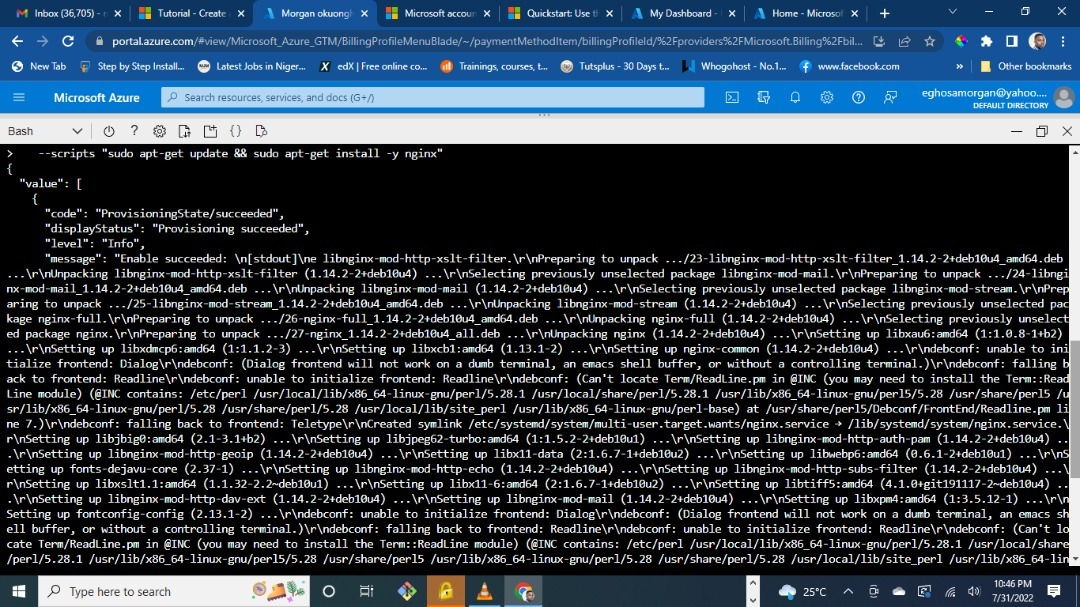 Inbox (36,705) - n
Tutorial - Create
Morgan okuongh
Microsoft accoun
Quickstart: Use t
My Dashboard -
Home - Microsof
portal.azure.com/#view/Microsoft_Azure_GTM/BillingProfileMenuBlade/~/paymentMethodItem/billingProfileId/%2Fproviders%2FMicrosoft.Billing%2Fbil...
New Tab
Step by Step Install...
Latest Jobs in Niger...
edX | Free online co...
Trainings, courses, t...
Tutsplus - 30 Days t...
Whogohost - No.1...
www.facebook.com
»
Other bookmarks
Microsoft Azure
Search resources, services, and docs (G+/)
eghosamorgan@yahoo....
DEFAULT DIRECTORY
Bash
> --scripts "sudo apt-get update && sudo apt-get install -y nginx"
{
"value": [
{
"code": "ProvisioningState/succeeded",
"displayStatus": "Provisioning succeeded",
"level": "Info",
"message": "Enable succeeded: \n[stdout]\ne libnginx-mod-http-xslt-filter.\r\nPreparing to unpack .../23-libnginx-mod-http-xslt-filter_1.14.2-2+deb10u4_amd64.deb
...\r\nUnpacking libnginx-mod-http-xslt-filter (1.14.2-2+deb10u4) ...\r\nSelecting previously unselected package libnginx-mod-mail.\r\nPreparing to unpack .../24-libngi
nx-mod-mail_1.14.2-2+deb10u4_amd64.deb ...\r\nUnpacking libnginx-mod-mail (1.14.2-2+deb10u4) ...\r\nSelecting previously unselected package libnginx-mod-stream.\r\nPrep
aring to unpack .../25-libnginx-mod-stream_1.14.2-2+deb10u4_amd64.deb ...\r\nUnpacking libnginx-mod-stream (1.14.2-2+deb10u4) ...\r\nSelecting previously unselected pac
kage nginx-full.\r\nPreparing to unpack .../26-nginx-full_1.14.2-2+deb10u4_amd64.deb ...\r\nUnpacking nginx-full (1.14.2-2+deb10u4) ...\r\nSelecting previously unselect
ed package nginx.\r\nPreparing to unpack .../27-nginx_1.14.2-2+deb10u4_all.deb ...\r\nUnpacking nginx (1.14.2-2+deb10u4) ...\r\nSetting up libxau6:amd64 (1:1.0.8-1+b2)
...\r\nSetting up libxdmcp6:amd64 (1:1.1.2-3) ...\r\nSetting up libxcb1:amd64 (1.13.1-2) ...\r\nSetting up nginx-common (1.14.2-2+deb10u4) ...\r\ndebconf: unable to ini
tialize frontend: Dialog\r\ndebconf: (Dialog frontend will not work on a dumb terminal, an emacs shell buffer, or without a controlling terminal.)\r\ndebconf: falling b
ack to frontend: Readline\r\ndebconf: unable to initialize frontend: Readline\r\ndebconf: (Can't locate Term/ReadLine.pm in @INC (you may need to install the Term::Read
Line module) (@INC contains: /etc/perl /usr/local/lib/x86_64-linux-gnu/perl/5.28.1 /usr/local/share/perl/5.28.1 /usr/lib/x86_64-linux-gnu/perl5/5.28 /usr/share/perl5 /u
sr/lib/x86_64-linux-gnu/perl/5.28 /usr/share/perl/5.28 /usr/local/lib/site_perl /usr/lib/x86_64-linux-gnu/perl-base) at /usr/share/perl5/Debconf/FrontEnd/Readline.pm li
ne 7.)\r\ndebconf: falling back to frontend: Teletype\r\nCreated symlink /etc/systemd/system/multi-user.target.wants/nginx.service → /lib/systemd/system/nginx.service.\
r\nSetting up libjbig0:amd64 (2.1-3.1+b2) ...\r\nSetting up libjpeg62-turbo:amd64 (1:1.5.2-2+deb10u1) ...\r\nSetting up libnginx-mod-http-auth-pam (1.14.2-2+deb10u4) ..
.\r\nSetting up libnginx-mod-http-geoip (1.14.2-2+deb10u4) ...\r\nSetting up libx11-data (2:1.6.7-1+deb10u2) ...\r\nSetting up libwebp6:amd64 (0.6.1-2+deb10u1) ...\r\nS
etting up fonts-dejavu-core (2.37-1) ...\r\nSetting up libnginx-mod-http-echo (1.14.2-2+deb10u4) ...\r\nSetting up libnginx-mod-http-subs-filter (1.14.2-2+deb10u4) ...\
r\nSetting up libxslt1.1:amd64 (1.1.32-2.2~deb10u1) ...\r\nSetting up libx11-6:amd64 (2:1.6.7-1+deb10u2) ...\r\nSetting up libtiff5:amd64 (4.1.0+git191117-2~deb10u4) ..
.\r\nSetting up libnginx-mod-http-dav-ext (1.14.2-2+deb10u4) ...\r\nSetting up libnginx-mod-mail (1.14.2-2+deb10u4) ...\r\nSetting up libxpm4:amd64 (1:3.5.12-1) ...\r\n
Setting up fontconfig-config (2.13.1-2) ...\r\ndebconf: unable to initialize frontend: Dialog\r\ndebconf: (Dialog frontend will not work on a dumb terminal, an emacs sh
ell buffer, or without a controlling terminal.)\r\ndebconf: falling back to frontend: Readline\r\ndebconf: unable to initialize frontend: Readline\r\ndebconf: (Can't lo
cate Term/ReadLine.pm in @INC (you may need to install the Term::ReadLine module) (@INC contains: /etc/perl /usr/local/lib/x86_64-linux-gnu/perl/5.28.1 /usr/local/share
/perl/5.28.1 /usr/lib/x86_64-linux-gnu/perl5/5.28 /usr/share/perl5 /usr/lib/x86_64-linux-gnu/perl/5.28 /usr/share/perl/5.28 /usr/local/lib/site_perl /usr/lib/x86_64-lin
Type here to search
25°C
10:46 PM
7/31/2022